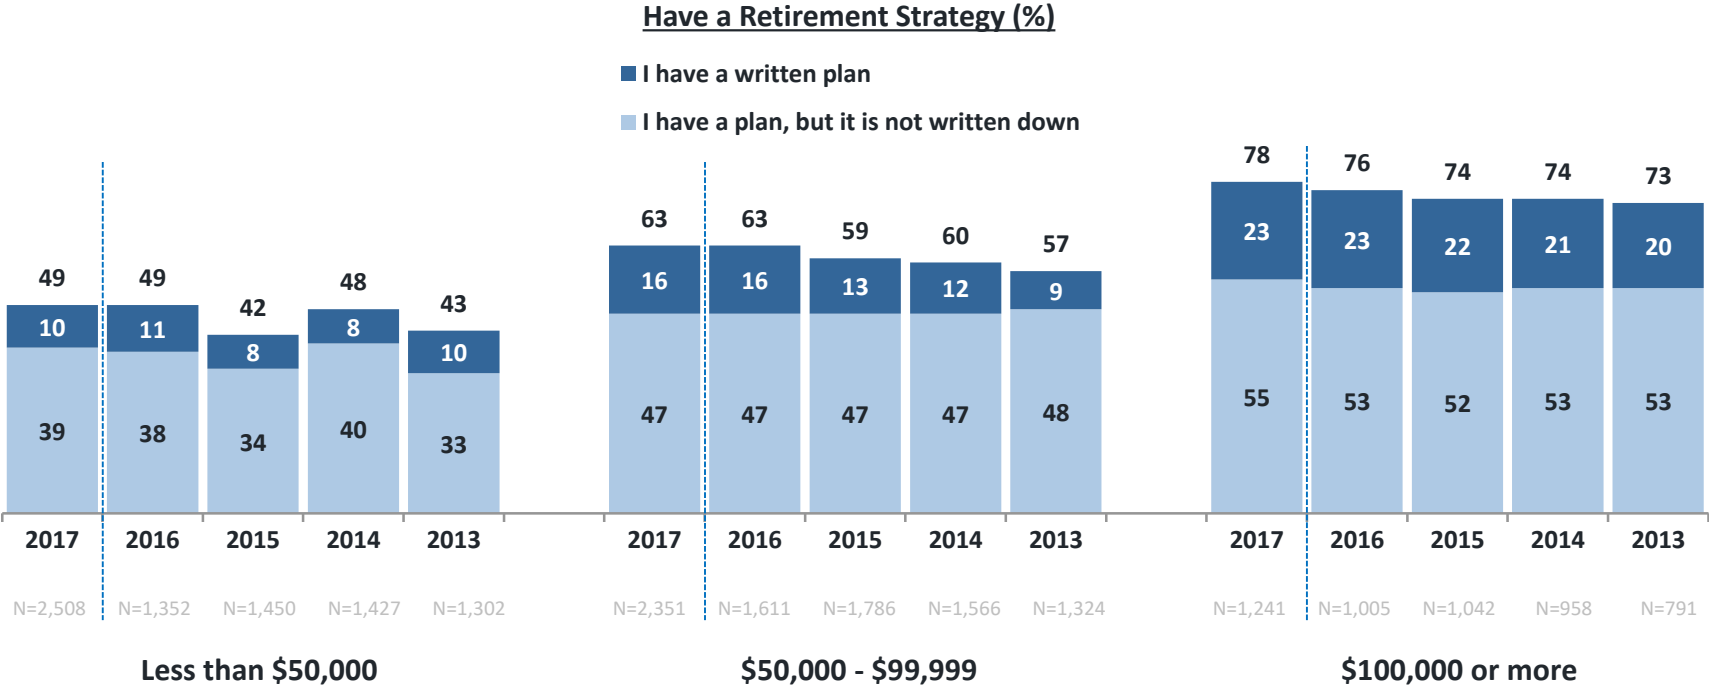 Have a Retirement Strategy (%)
I have a written plan
I have a plan, but it is not written down
49 49 42 48 43
10 11 8 8 10
39 38 34 40 33
63 63 59 60 57
16 16 13 12 9
47 47 47 47 48
78 76 74 74 73
23 23 22 21 20
55 53 52 53 53
2017 2016 2015 2014 2013 2017 2016 2015 2014 2013 2017 2016 2015 2014 2013
N=2,508 N=1,352 N=1,450 N=1,427 N=1,302 N=2,351 N=1,611 N=1,786 N=1,566 N=1,324 N=1,241 N=1,005 N=1,042 N=958 N=791
Less than $50,000 $50,000 - $99,999 $100,000 or more